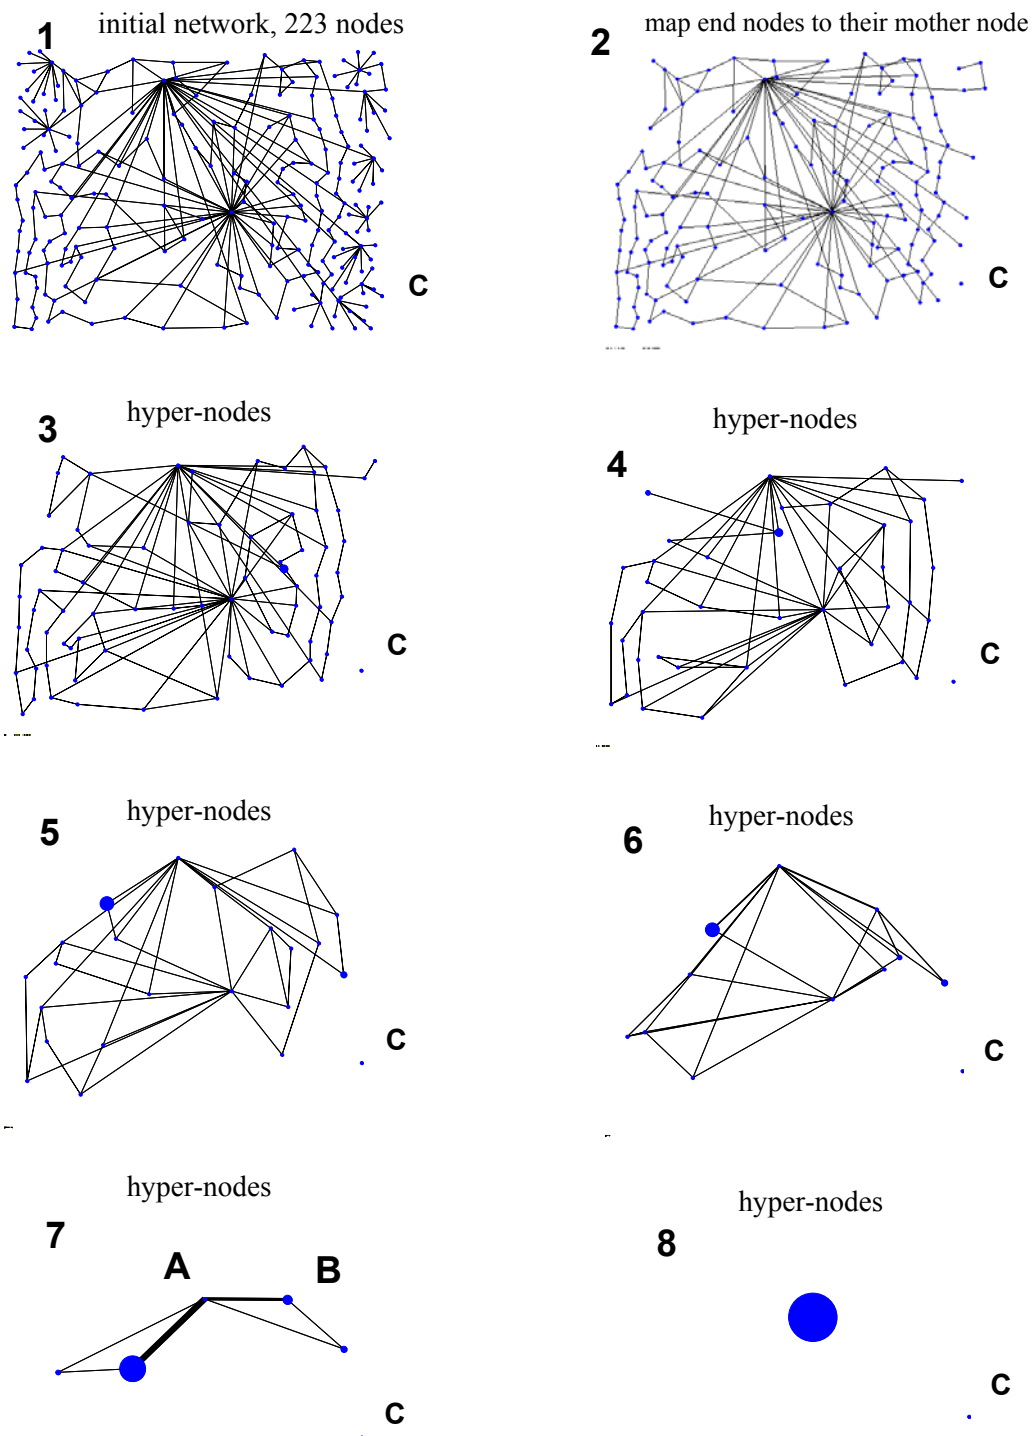 1 initial network, 223 nodes
C
2 map end nodes to their mother node
C
3 hyper-nodes
C
4 hyper-nodes
C
5 hyper-nodes
C
6 hyper-nodes
C
7 hyper-nodes
A B
C
8 hyper-nodes
C